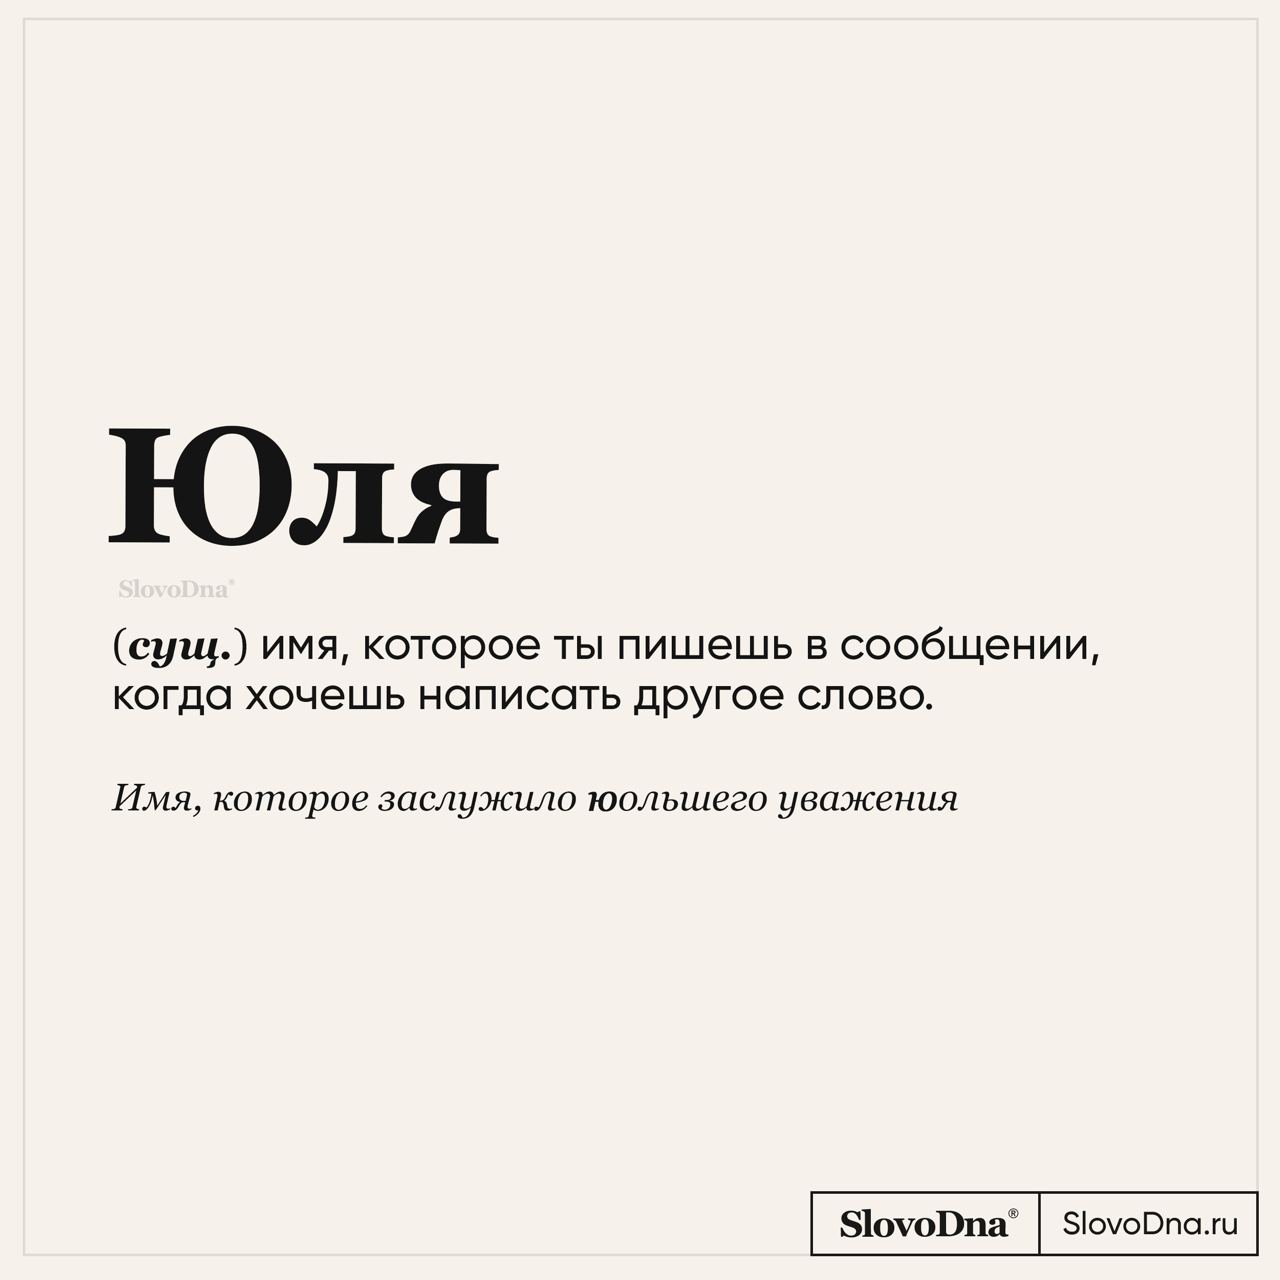 Юля
SlovoDna®
(сущ.) имя, которое ты пишешь в сообщении,
когда хочешь написать другое слово.
Имя, которое заслужило юольшего уважения
SlovoDna® SlovoDna.ru